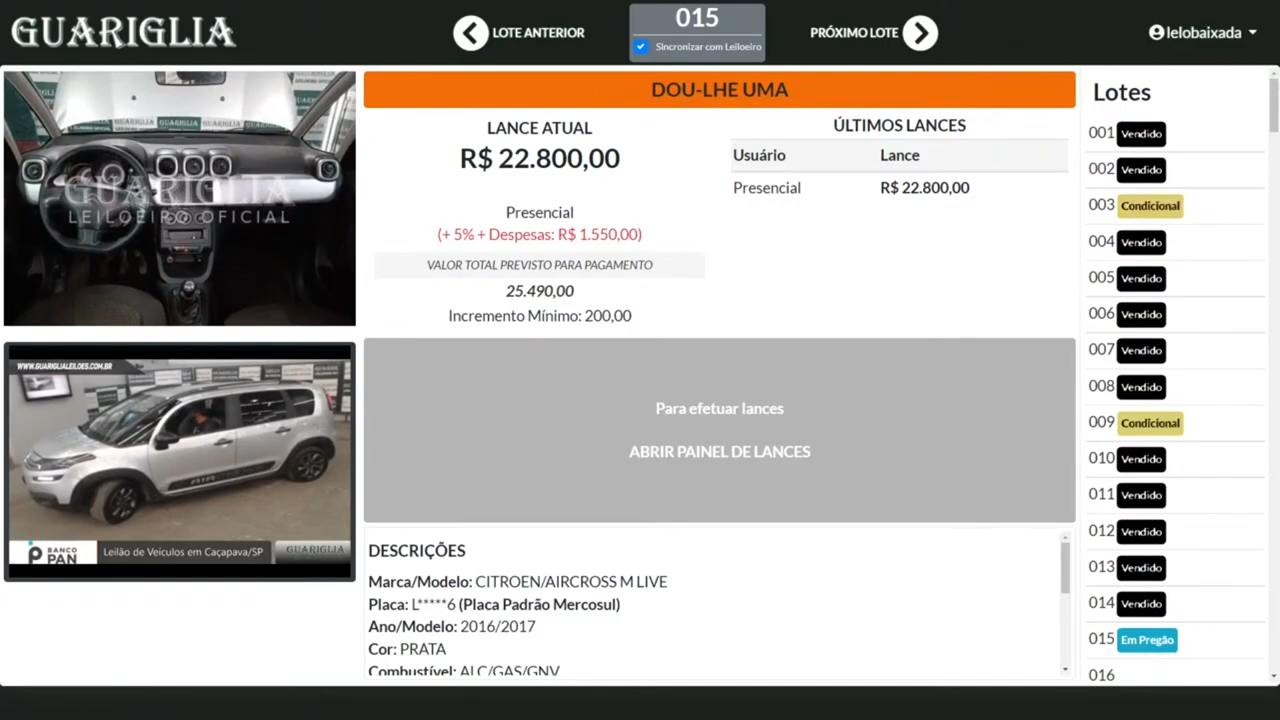 GUARIGLIA
LOTE ANTERIOR
015
Sincronizar com Leiloeiro
PRÓXIMO LOTE
lelobaixada
GUARIGLIA
LEILOEIRO OFICIAL
WWW.GUARIGLIALEILOES.COM.BR
AIR
BANCO
PAN
Leilão de Veículos em Caçapava/SP
GUARIGLIA
DOU-LHE UMA
LANCE ATUAL
R$ 22.800,00
Presencial
(+ 5% + Despesas: R$ 1.550,00)
VALOR TOTAL PREVISTO PARA PAGAMENTO
25.490,00
Incremento Mínimo: 200,00
ÚLTIMOS LANCES
Usuário Lance
Presencial R$ 22.800,00
Para efetuar lances
ABRIR PAINEL DE LANCES
DESCRIÇÕES
Marca/Modelo: CITROEN/AIRCROSS M LIVE
Placa: L*****6 (Placa Padrão Mercosul)
Ano/Modelo: 2016/2017
Cor: PRATA
Combustível: ALC/GAS/GNV
Lotes
001 Vendido
002 Vendido
003 Condicional
004 Vendido
005 Vendido
006 Vendido
007 Vendido
008 Vendido
009 Condicional
010 Vendido
011 Vendido
012 Vendido
013 Vendido
014 Vendido
015 Em Pregão
016